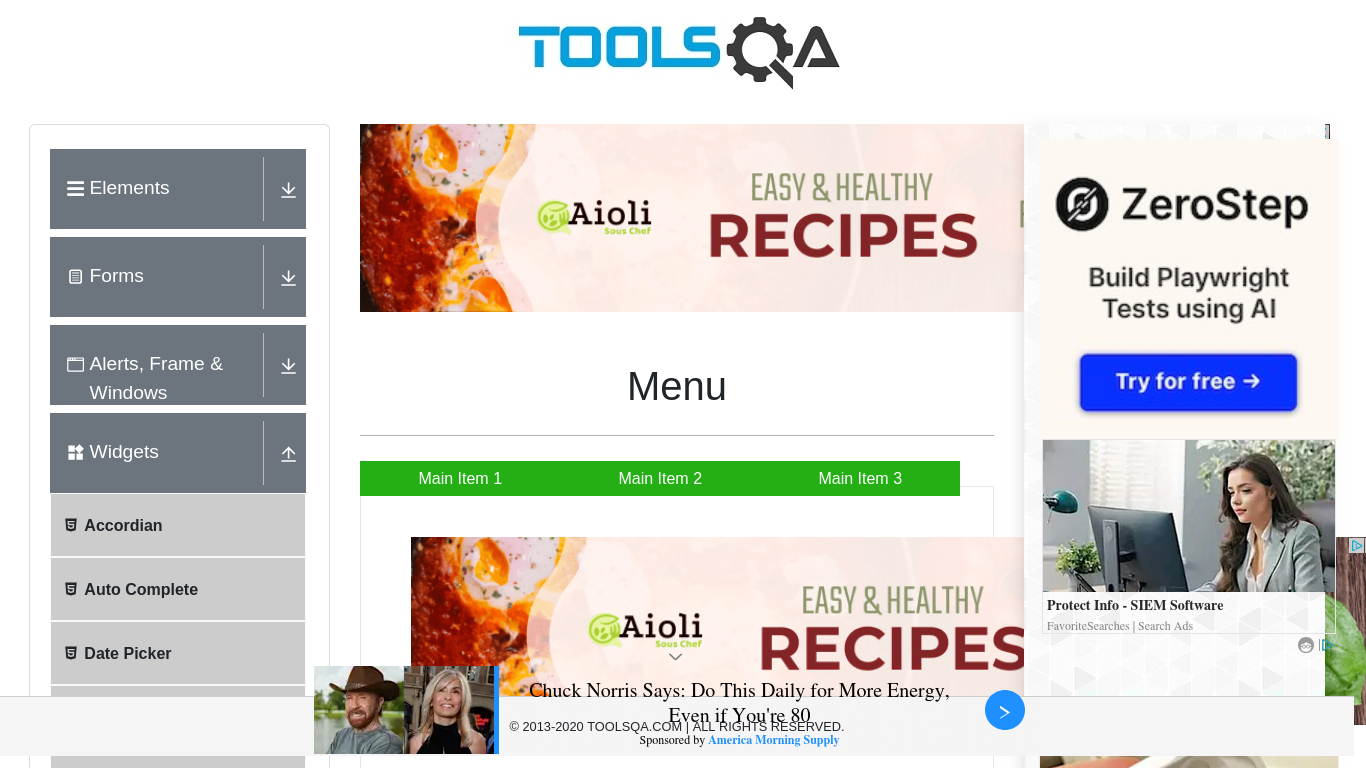 TOOLSQA
Elements
Forms
Alerts, Frame &
Windows
Widgets
Accordian
Auto Complete
Date Picker
Aioli
Sous Chef
EASY & HEALTHY
RECIPES
Menu
Main Item 1
Main Item 2
Main Item 3
Aioli
Sous Chef
EASY & HEALTHY
RECIPES
ZeroStep
Build Playwright
Tests using AI
Try for free →
Protect Info - SIEM Software
FavoriteSearches | Search Ads
Chuck Norris Says: Do This Daily for More Energy,
Even if You're 80
© 2013-2020 TOOLSQA.COM | ALL RIGHTS RESERVED.
Sponsored by America Morning Supply